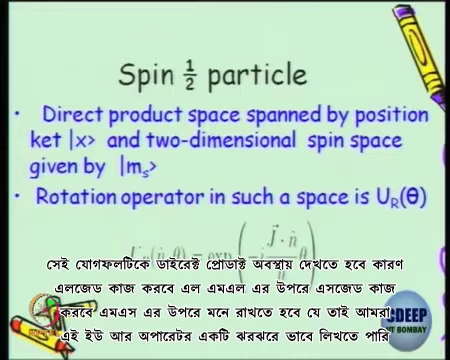 Spin ½ particle
• Direct product space spanned by position
ket |x> and two-dimensional spin space
given by |mₛ>
• Rotation operator in such a space is U_R(θ)
সেই যোগফলটিকে ডাইরেক্ট প্রোডাক্ট অবস্থায় দেখতে হবে কারণ
এলজেড কাজ করবে এল এমএল এর উপরে এসজেড কাজ
করবে এমএস এর উপরে মনে রাখতে হবে যে তাই আমরা
এই ইউ আর অপারেটর একটি ঝরঝরে ভাবে লিখতে পারি
CDEEP
IIT BOMBAY